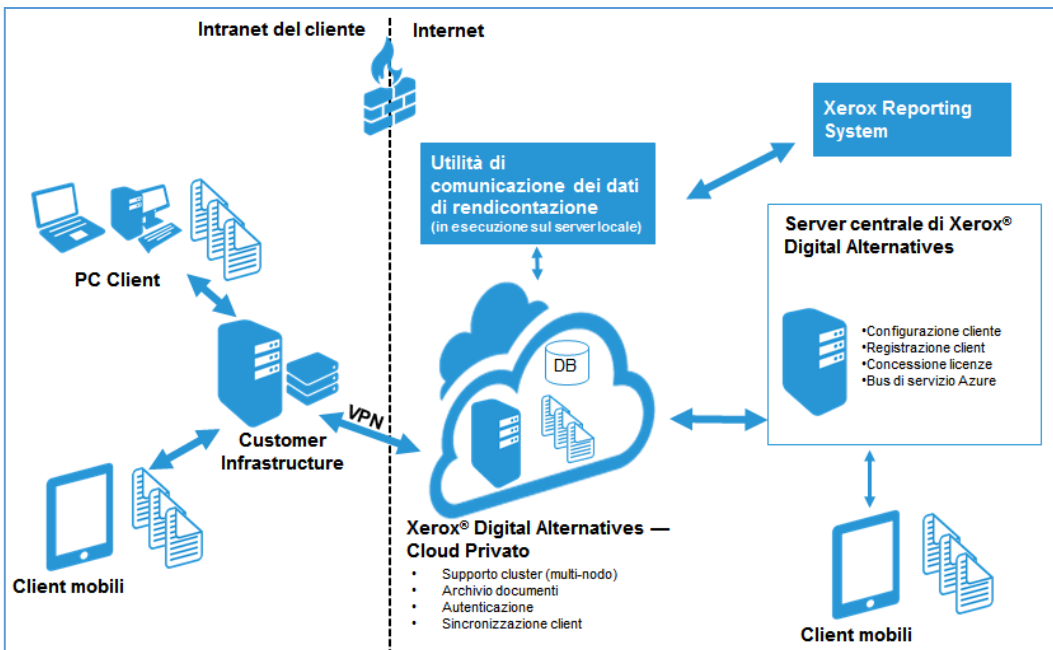 Intranet del cliente
Internet
Xerox Reporting
System
Utilità di
comunicazione dei dati
di rendicontazione
(in esecuzione sul server locale)
Server centrale di Xerox®
Digital Alternatives
•Configurazione cliente
•Registrazione client
•Concessione licenze
•Bus di servizio Azure
PC Client
DB
VPN
Customer
Infrastructure
Xerox® Digital Alternatives —
Cloud Privato
• Supporto cluster (multi-nodo)
• Archivio documenti
• Autenticazione
• Sincronizzazione client
Client mobili
Client mobili